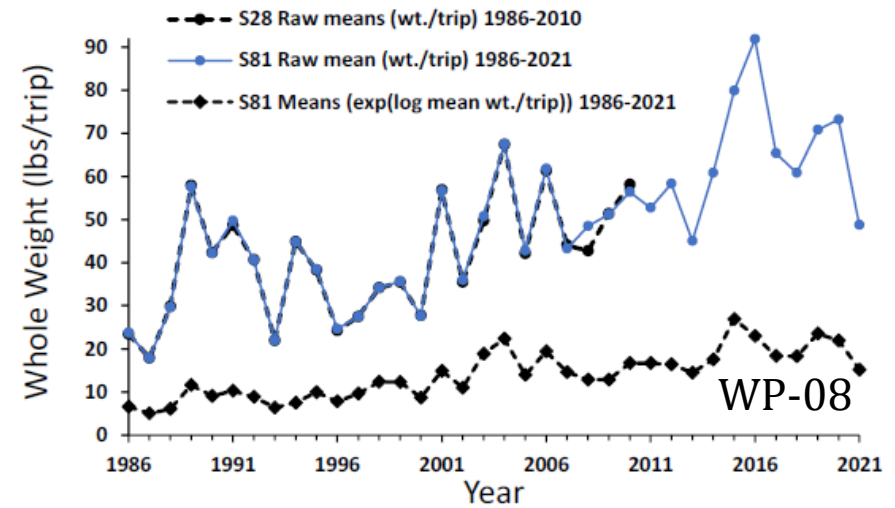 S28 Raw means (wt./trip) 1986-2010
S81 Raw mean (wt./trip) 1986-2021
S81 Means (exp(log mean wt./trip)) 1986-2021
Whole Weight (lbs/trip)
90
80
70
60
50
40
30
20
10
0
WP-08
1986 1991 1996 2001 2006 2011 2016 2021
Year